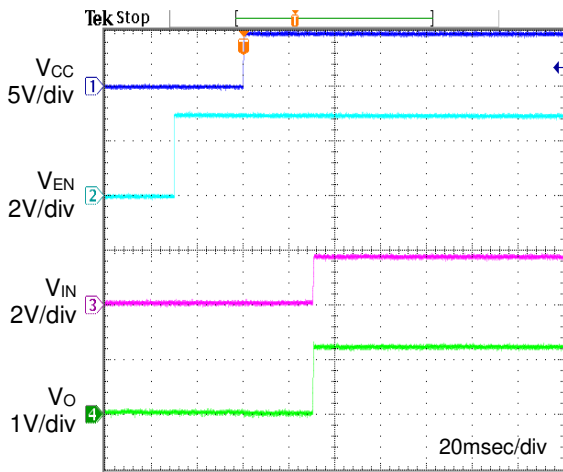 Tek Stop
T
T
VCC
5V/div
1
VEN
2V/div
2
VIN
2V/div
3
VO
1V/div
4
20msec/div